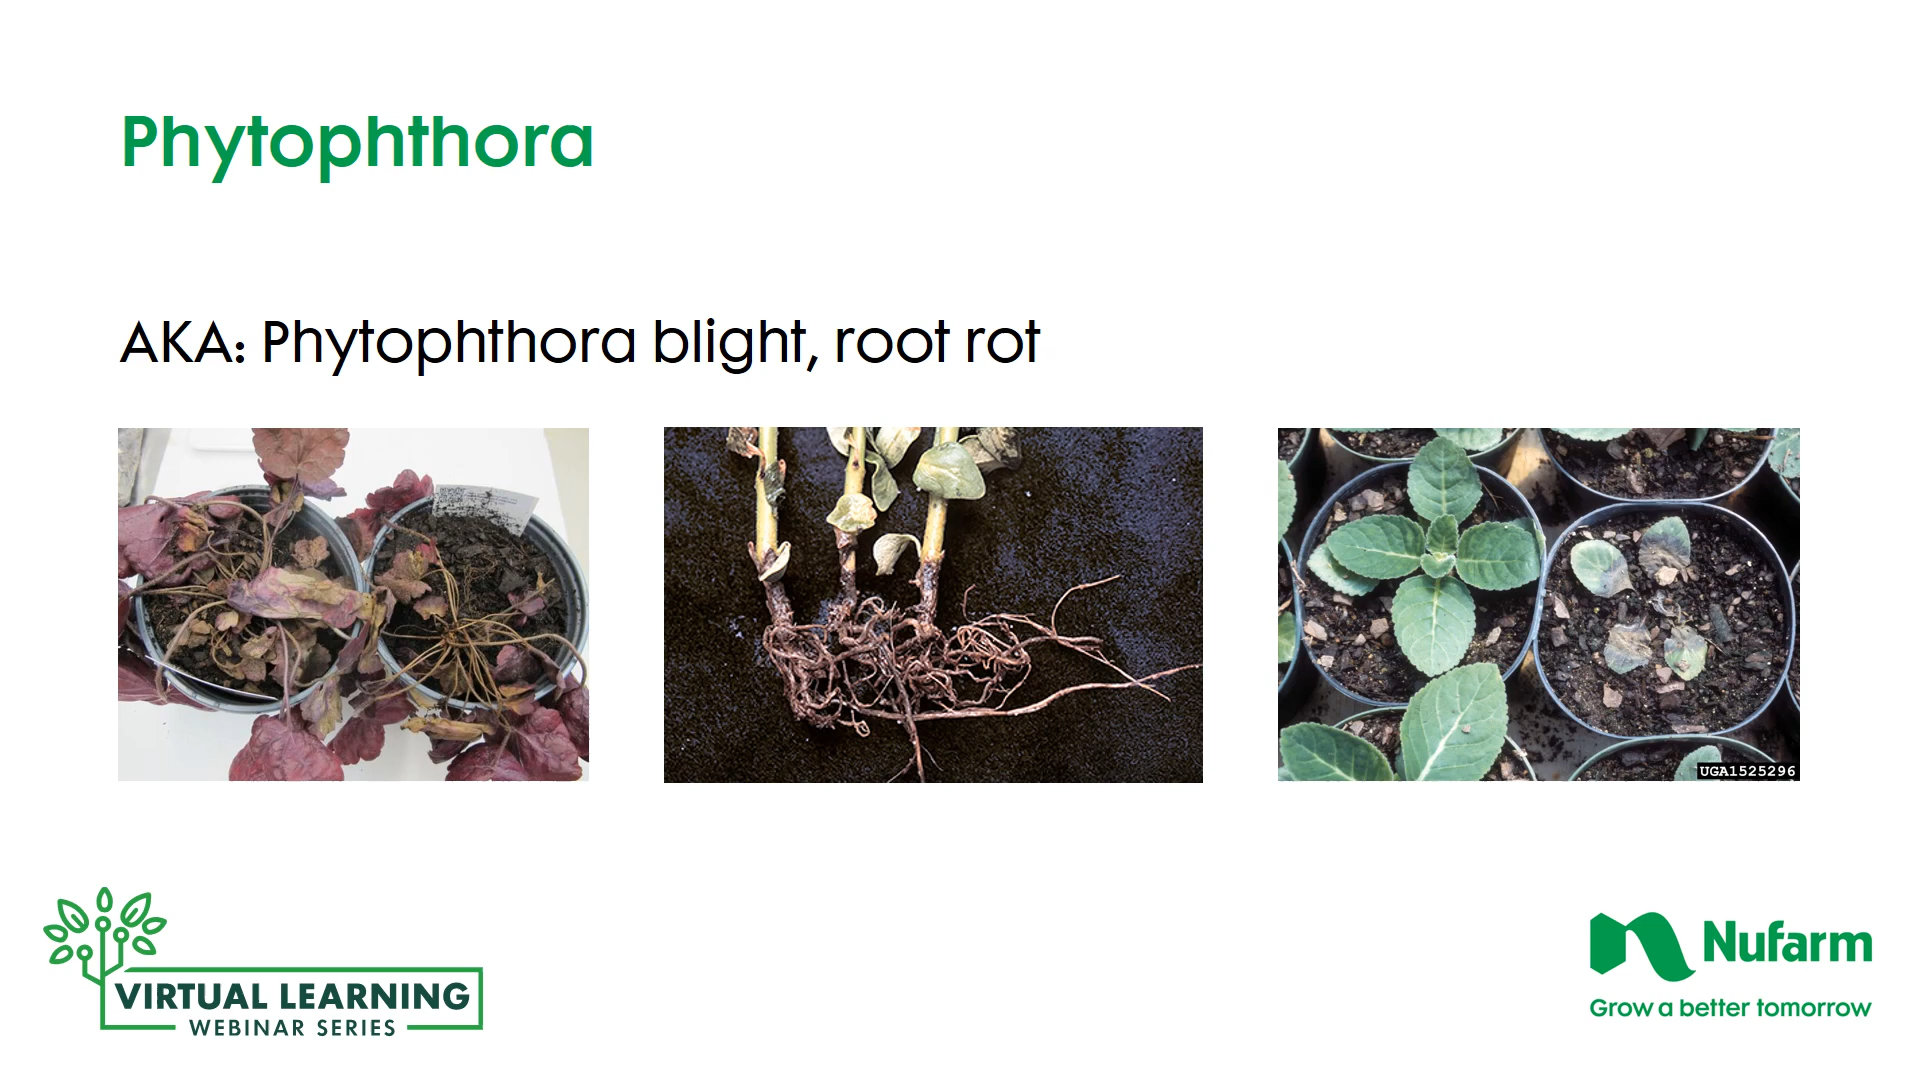 Phytophthora
AKA: Phytophthora blight, root rot
UGA1525296
VIRTUAL LEARNING
WEBINAR SERIES
Nufarm
Grow a better tomorrow